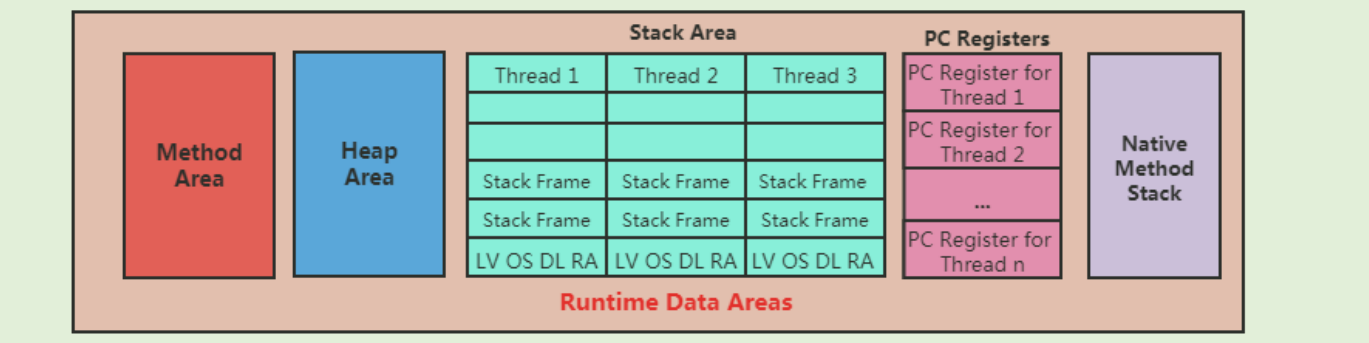 Stack Area
PC Registers
Method
Area
Heap
Area
Thread 1 Thread 2 Thread 3
Stack Frame Stack Frame Stack Frame
Stack Frame Stack Frame Stack Frame
LV OS DL RA LV OS DL RA LV OS DL RA
PC Register for
Thread 1
PC Register for
Thread 2
...
PC Register for
Thread n
Native
Method
Stack
Runtime Data Areas